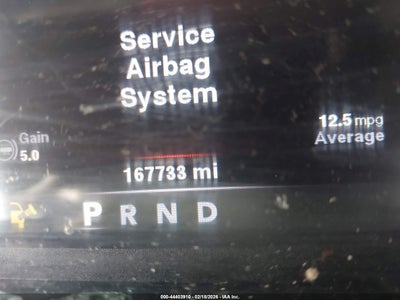 Service
Airbag
System
12.5 mpg
Average
Gain
5.0
167733 mi
P R N D
000-44403910 - 02/18/2026 - IAA Inc.